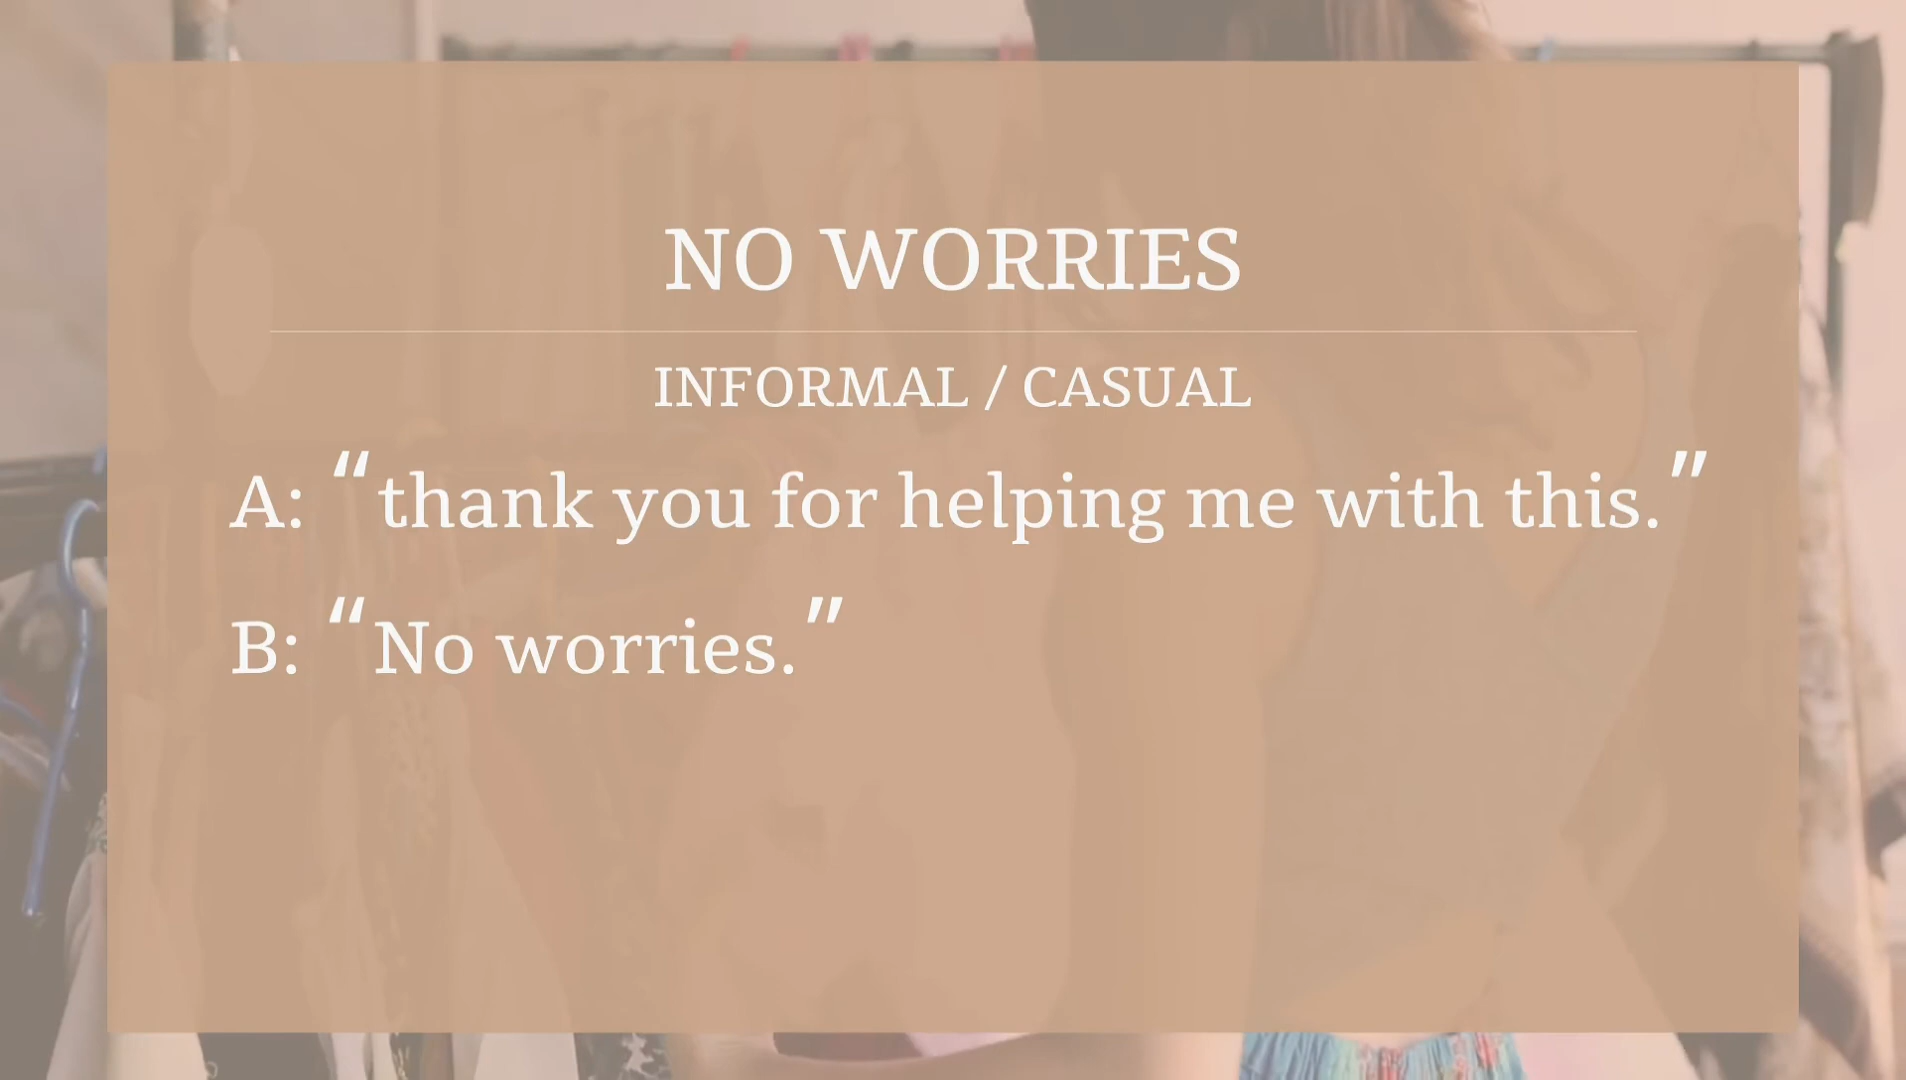 NO WORRIES
INFORMAL / CASUAL
A: “thank you for helping me with this.”
B: “No worries.”